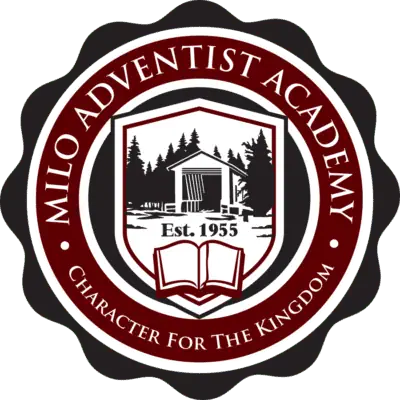 MILO ADVENTIST ACADEMY
Est. 1955
CHARACTER FOR THE KINGDOM